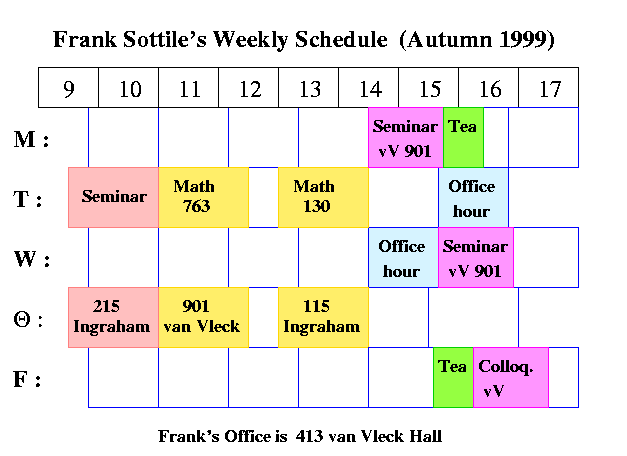 Frank Sottile's Weekly Schedule (Autumn 1999)
9 10 11 12 13 14 15 16 17
M : Seminar vV 901 Tea
T : Seminar Math 763 Math 130 Office hour
W : Office hour Seminar vV 901
Θ : 215 Ingraham 901 van Vleck 115 Ingraham
F : Tea Colloq. vV
Frank's Office is 413 van Vleck Hall